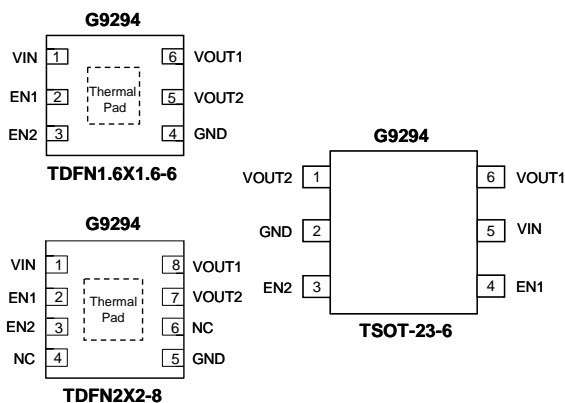 G9294
VIN 1 6 VOUT1
EN1 2 Thermal Pad 5 VOUT2
EN2 3 4 GND
TDFN1.6X1.6-6
G9294
VIN 1 8 VOUT1
EN1 2 Thermal Pad 7 VOUT2
EN2 3 6 NC
NC 4 5 GND
TDFN2X2-8
G9294
VOUT2 1 6 VOUT1
GND 2 5 VIN
EN2 3 4 EN1
TSOT-23-6